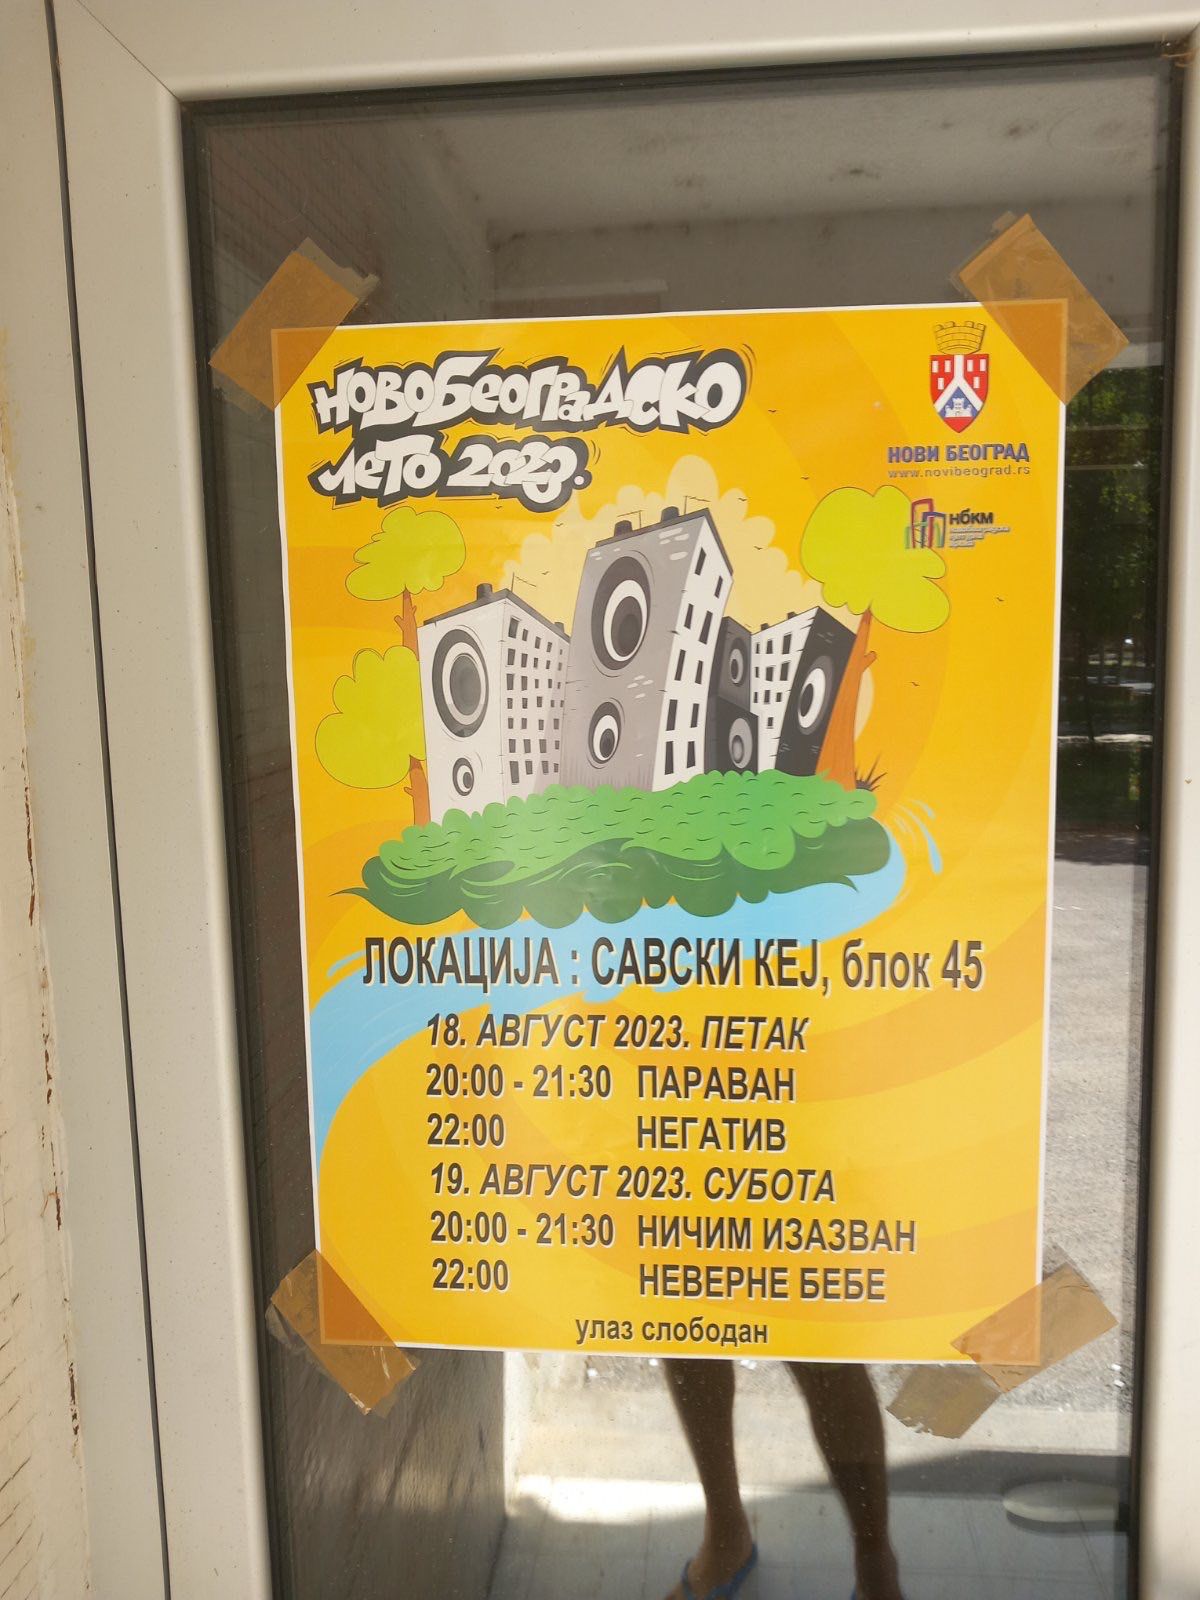 НовоБеоградско
лето 2023.
НОВИ БЕОГРАД
www.novibeograd.rs
НБКМ
ЛОКАЦИЈА : САВСКИ КЕЈ, блок 45
18. АВГУСТ 2023. ПЕТАК
20:00 - 21:30 ПАРАВАН
22:00 НЕГАТИВ
19. АВГУСТ 2023. СУБОТА
20:00 - 21:30 НИЧИМ ИЗАЗВАН
22:00 НЕВЕРНЕ БЕБЕ
улаз слободан